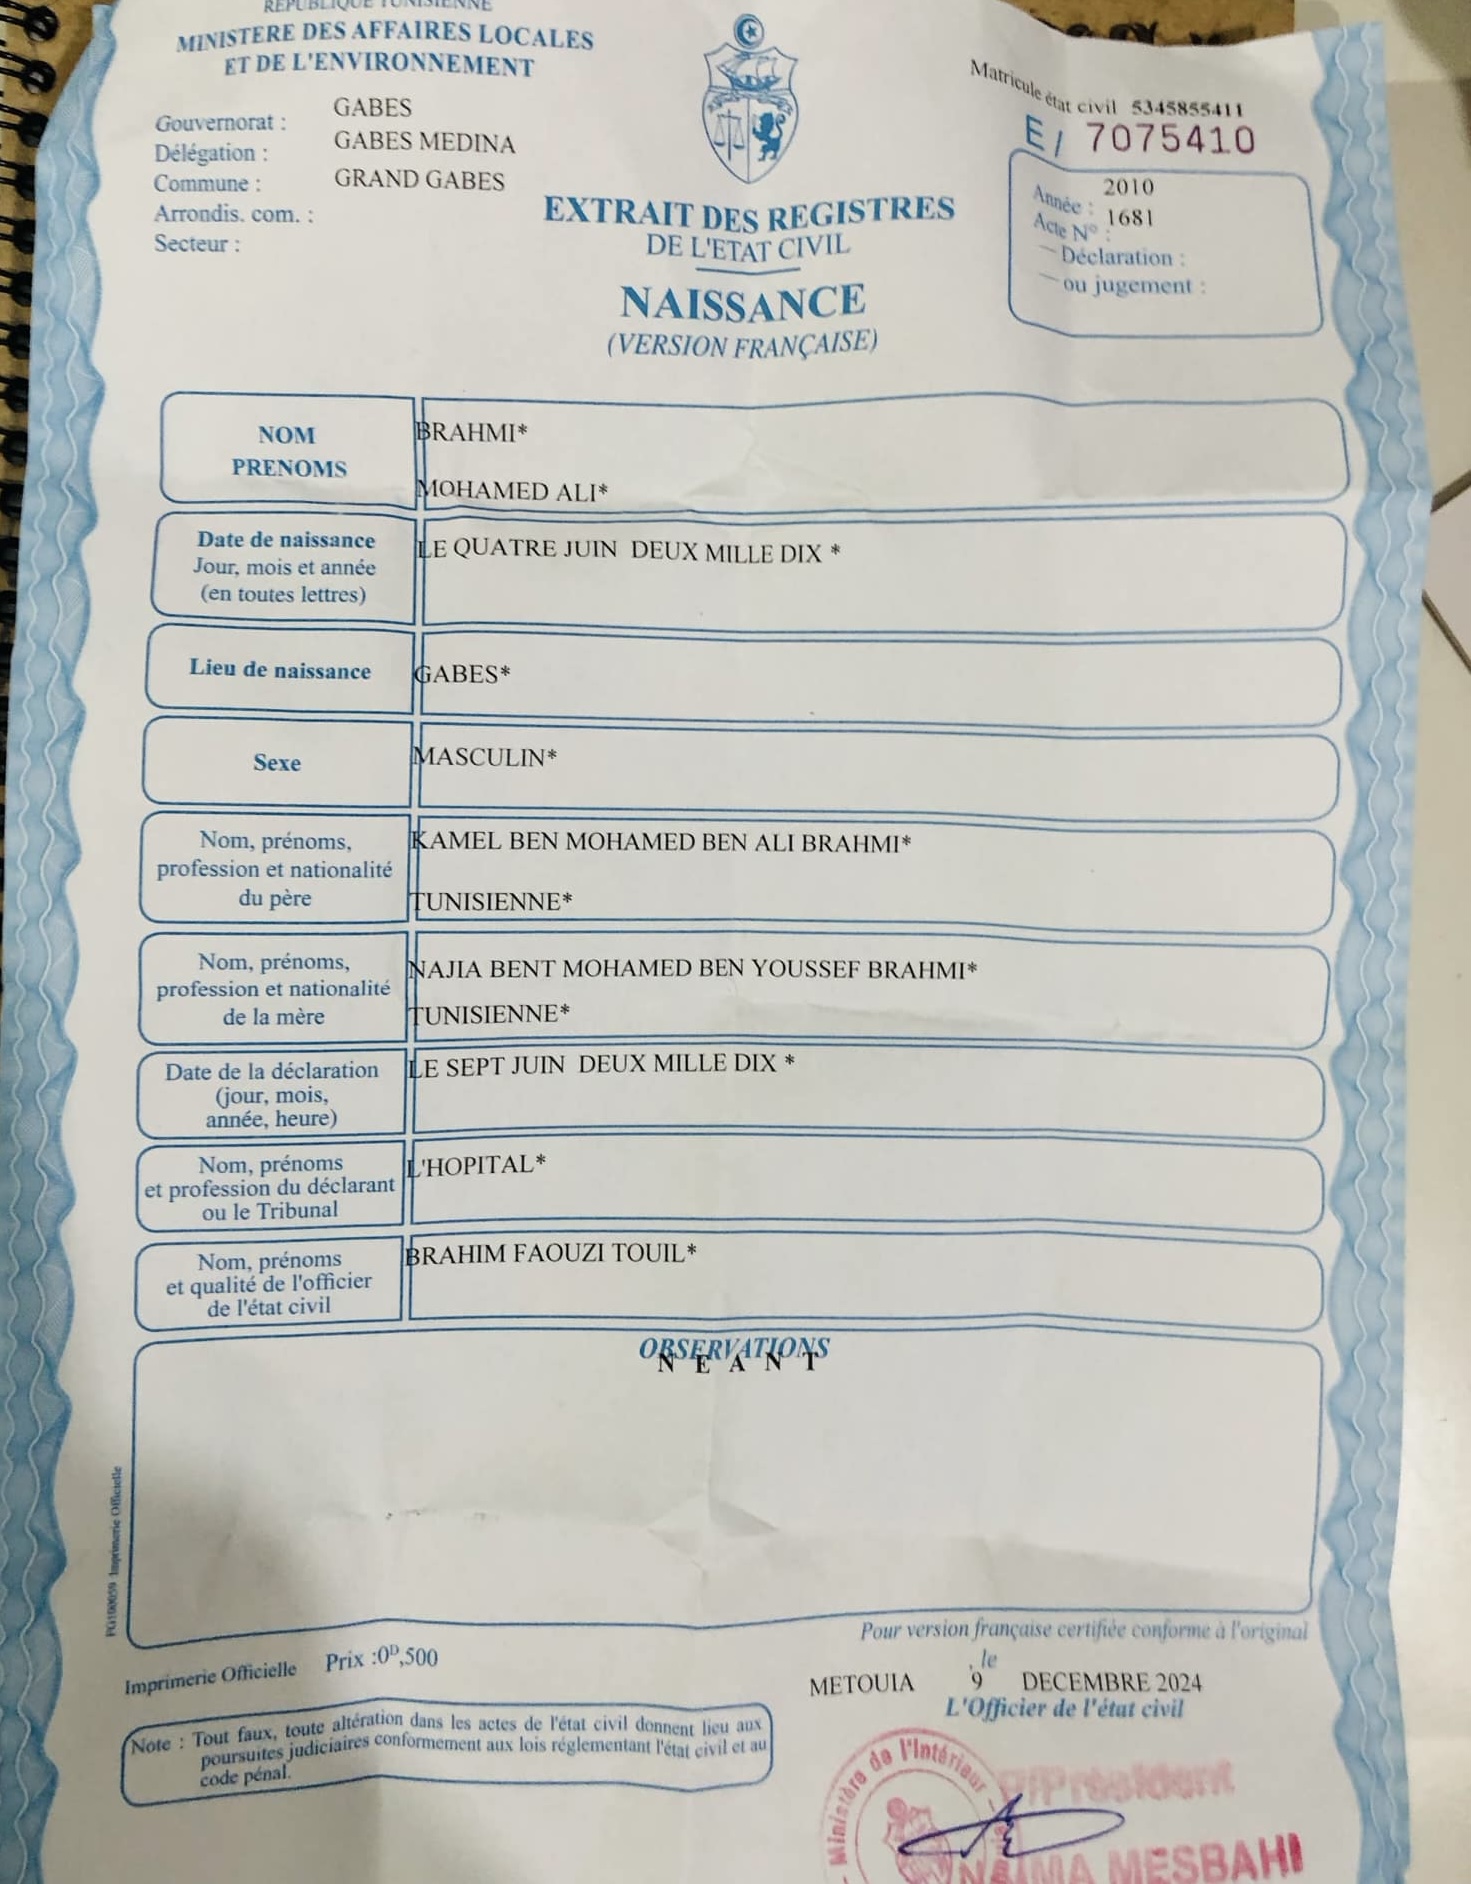 REPUBLIQUE TUNISIENNE
MINISTERE DES AFFAIRES LOCALES
ET DE L'ENVIRONNEMENT
Gouvernorat : GABES
Délégation : GABES MEDINA
Commune : GRAND GABES
Arrondis. com. :
Secteur :
Matricule état civil 5345855411
E/ 7075410
Année : 2010
Acte N° : 1681
— Déclaration :
— ou jugement :
EXTRAIT DES REGISTRES
DE L'ETAT CIVIL
NAISSANCE
(VERSION FRANÇAISE)
NOM
PRENOMS
BRAHMI*
MOHAMED ALI*
Date de naissance
Jour, mois et année
(en toutes lettres)
LE QUATRE JUIN DEUX MILLE DIX *
Lieu de naissance
GABES*
Sexe
MASCULIN*
Nom, prénoms,
profession et nationalité
du père
KAMEL BEN MOHAMED BEN ALI BRAHMI*
TUNISIENNE*
Nom, prénoms,
profession et nationalité
de la mère
NAJIA BENT MOHAMED BEN YOUSSEF BRAHMI*
TUNISIENNE*
Date de la déclaration
(jour, mois,
année, heure)
LE SEPT JUIN DEUX MILLE DIX *
Nom, prénoms
et profession du déclarant
ou le Tribunal
L'HOPITAL*
Nom, prénoms
et qualité de l'officier
de l'état civil
BRAHIM FAOUZI TOUIL*
OBSERVATIONS
N E A N T
Imprimerie Officielle
Pour version française certifiée conforme à l'original
Imprimerie Officielle Prix :0ᴰ,500
, le
METOUIA 9 DECEMBRE 2024
L'Officier de l'état civil
Note : Tout faux, toute altération dans les actes de l'état civil donnent lieu aux
poursuites judiciaires conformement aux lois réglementant l'état civil et au
code pénal.
Ministère de l'Intérieur
P/Président
NAIMA MESBAHI